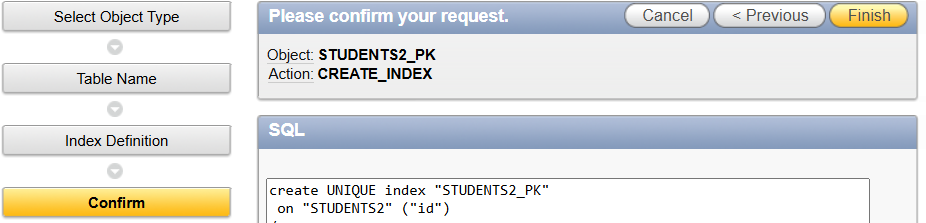 Select Object Type
Table Name
Index Definition
Confirm
Please confirm your request.
Cancel
< Previous
Finish
Object: STUDENTS2_PK
Action: CREATE_INDEX
SQL
create UNIQUE index "STUDENTS2_PK"
on "STUDENTS2" ("id")